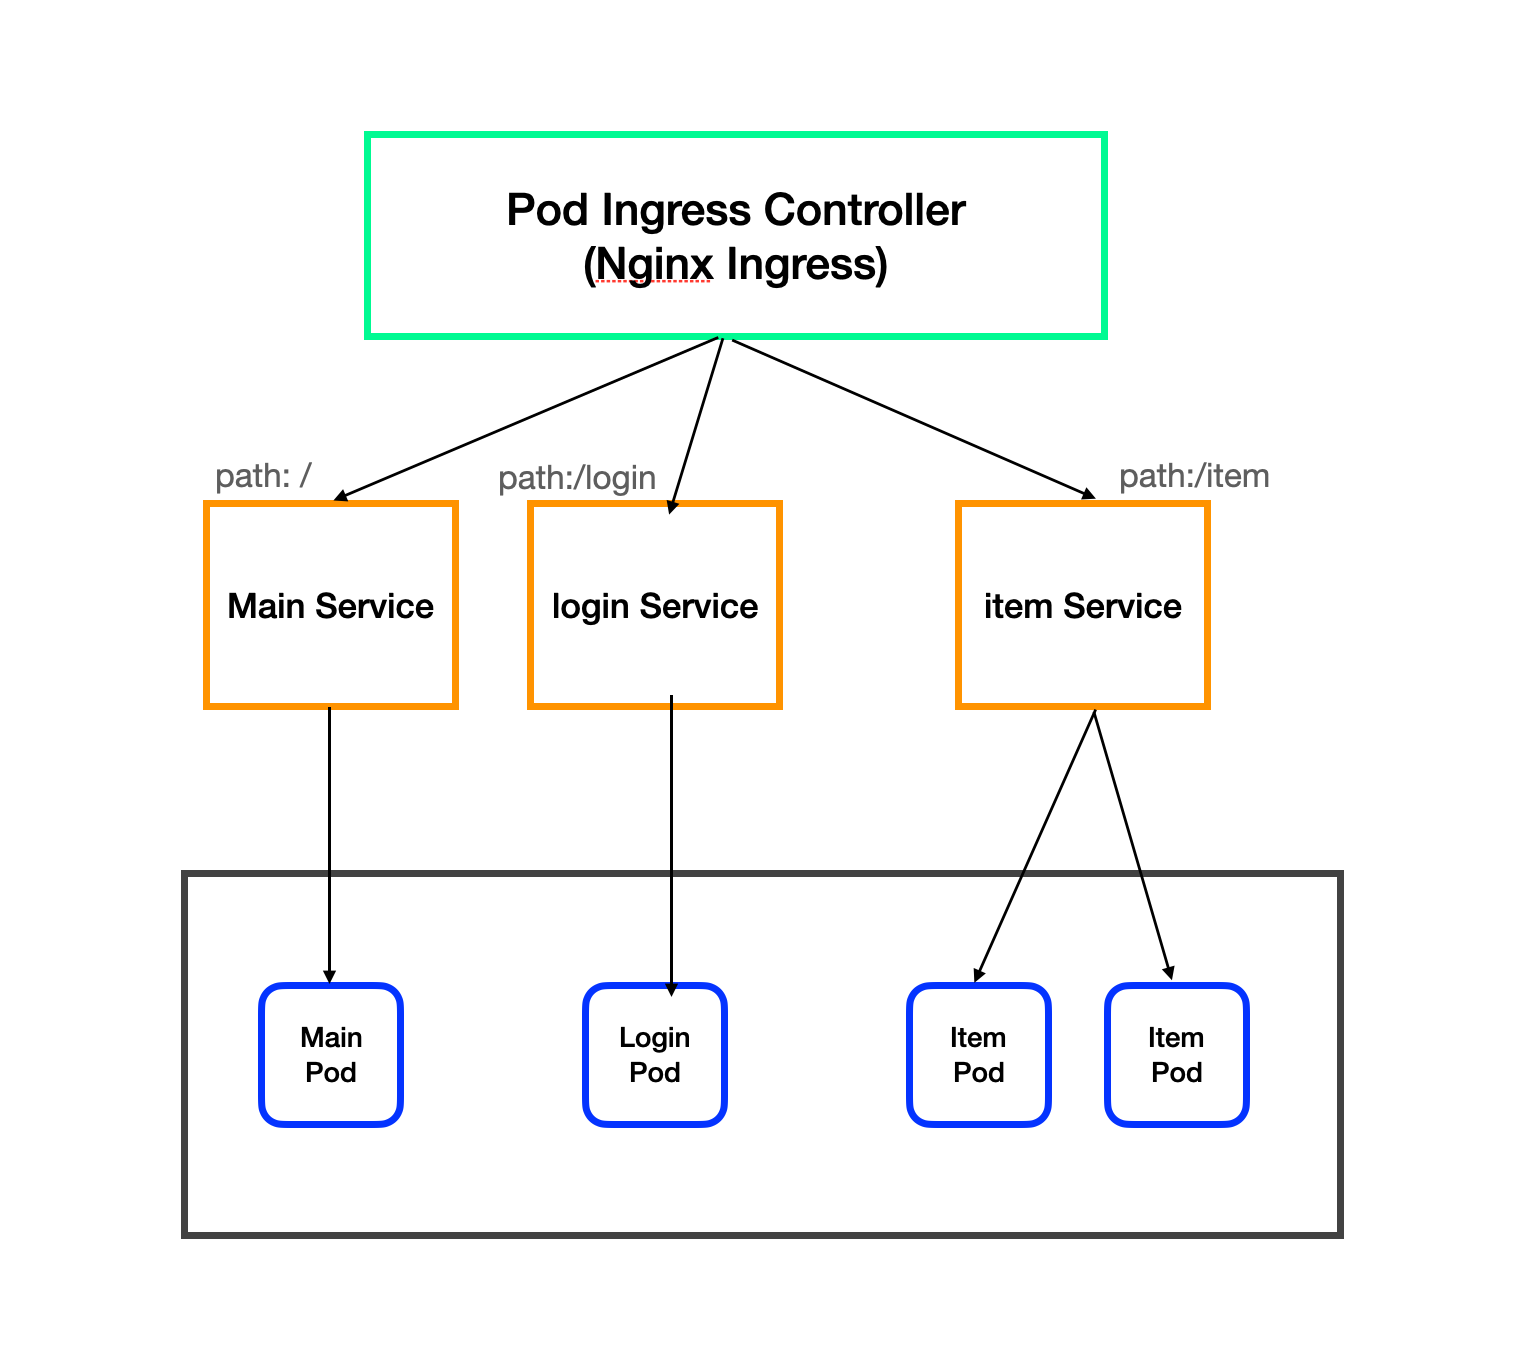 Pod Ingress Controller
(Nginx Ingress)
path: /
path:/login
path:/item
Main Service
login Service
item Service
Main
Pod
Login
Pod
Item
Pod
Item
Pod